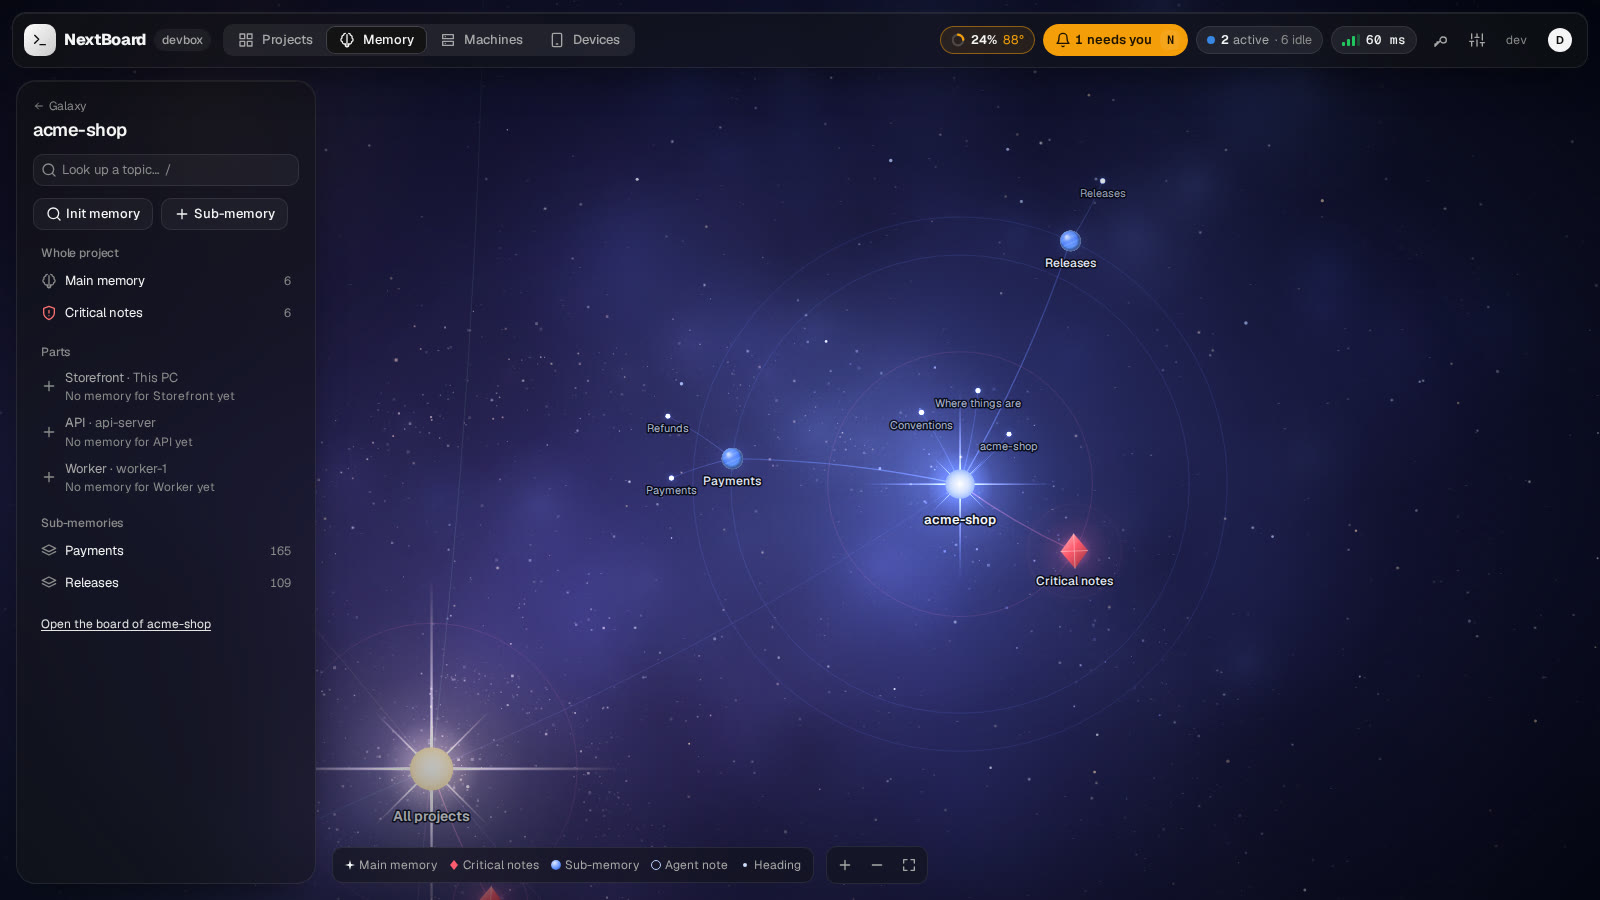 NextBoard devbox Projects Memory Machines Devices 24% 88° 1 needs you N 2 active · 6 idle 60 ms dev D
← Galaxy
acme-shop
Look up a topic... /
Init memory + Sub-memory
Whole project
Main memory 6
Critical notes 6
Parts
Storefront · This PC
No memory for Storefront yet
API · api-server
No memory for API yet
Worker · worker-1
No memory for Worker yet
Sub-memories
Payments 165
Releases 109
Open the board of acme-shop
Releases
Releases
Where things are
Conventions
acme-shop
Refunds
Payments
Payments
acme-shop
Critical notes
All projects
Main memory Critical notes Sub-memory Agent note Heading